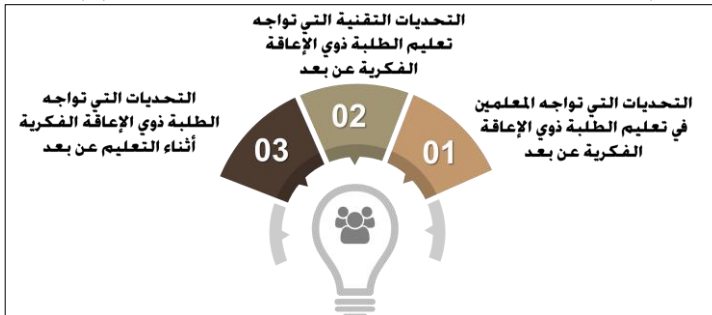 التحديات التي تواجه المعلمين
في تعليم الطلبة ذوي الإعاقة
الفكرية عن بعد
01
التحديات التقنية التي تواجه
تعليم الطلبة ذوي الإعاقة
الفكرية عن بعد
02
التحديات التي تواجه
الطلبة ذوي الإعاقة الفكرية
أثناء التعليم عن بعد
03